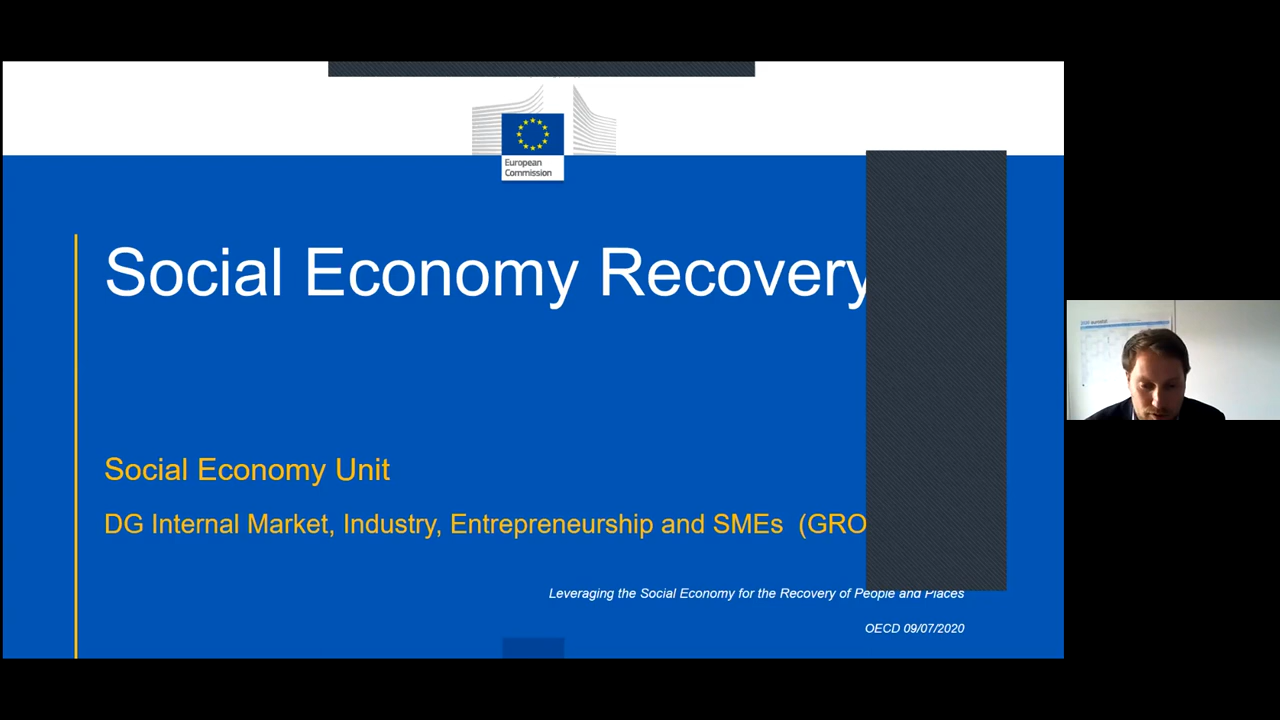 European
Commission
Social Economy Recovery
Social Economy Unit
DG Internal Market, Industry, Entrepreneurship and SMEs (GRO
Leveraging the Social Economy for the Recovery of People and Places
OECD 09/07/2020